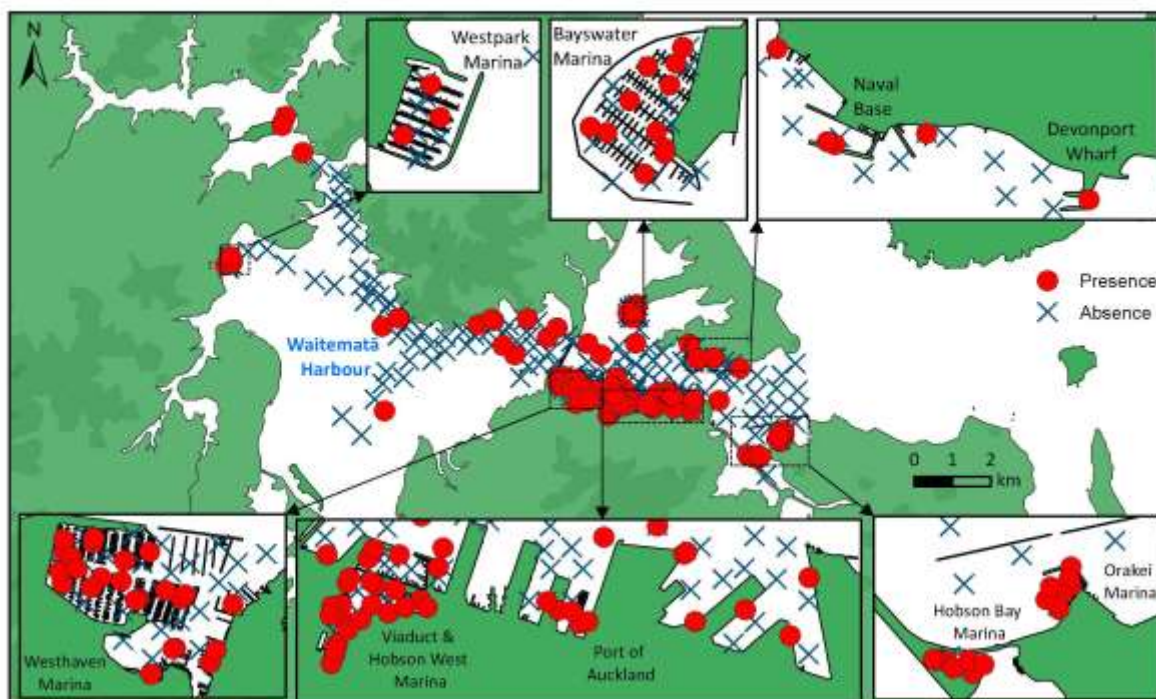 N
Westpark
Marina
Bayswater
Marina
Naval
Base
Devonport
Wharf
Presence
Absence
Waitematā
Harbour
0 1 2
km
Westhaven
Marina
Viaduct &
Hobson West
Marina
Port of
Auckland
Hobson Bay
Marina
Orakei
Marina